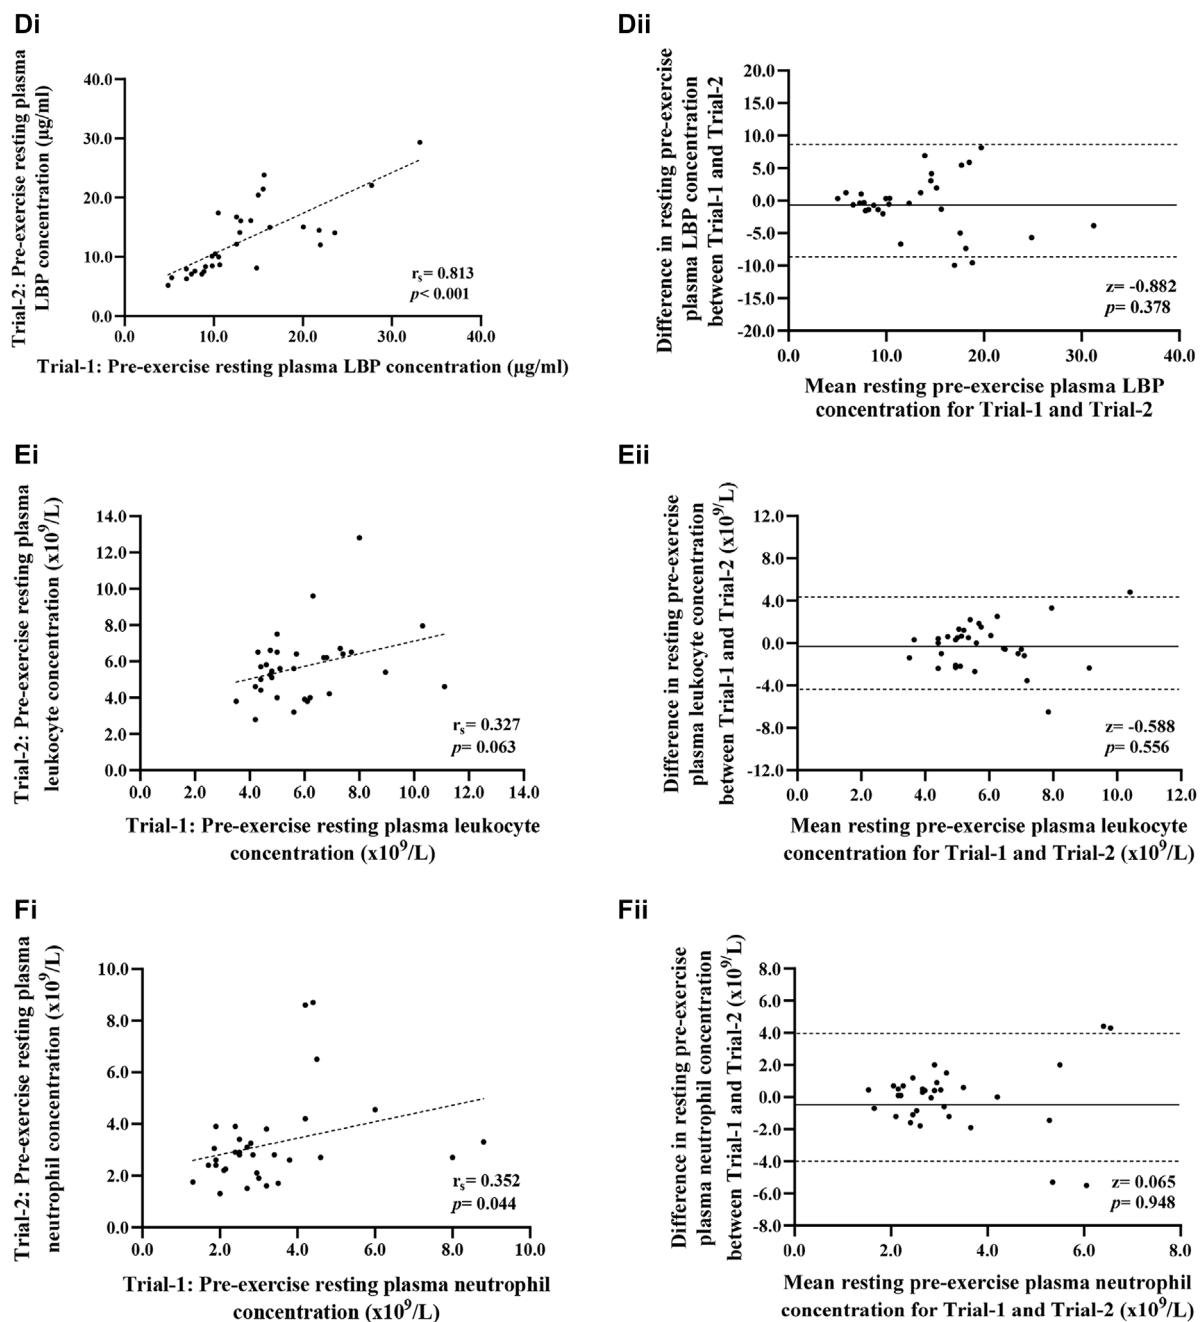 Di
Trial-2: Pre-exercise resting plasma
LBP concentration (µg/ml)
40.0
30.0
20.0
10.0
0.0
0.0 10.0 20.0 30.0 40.0
rs= 0.813
p< 0.001
Trial-1: Pre-exercise resting plasma LBP concentration (µg/ml)
Dii
Difference in resting pre-exercise
plasma LBP concentration
between Trial-1 and Trial-2
20.0
15.0
10.0
5.0
0.0
-5.0
-10.0
-15.0
-20.0
0.0 10.0 20.0 30.0 40.0
z= -0.882
p= 0.378
Mean resting pre-exercise plasma LBP
concentration for Trial-1 and Trial-2
Ei
Trial-2: Pre-exercise resting plasma
leukocyte concentration (x10⁹/L)
14.0
12.0
10.0
8.0
6.0
4.0
2.0
0.0
0.0 2.0 4.0 6.0 8.0 10.0 12.0 14.0
rs= 0.327
p= 0.063
Trial-1: Pre-exercise resting plasma leukocyte
concentration (x10⁹/L)
Eii
Difference in resting pre-exercise
plasma leukocyte concentration
between Trial-1 and Trial-2 (x10⁹/L)
12.0
8.0
4.0
0.0
-4.0
-8.0
-12.0
0.0 2.0 4.0 6.0 8.0 10.0 12.0
z= -0.588
p= 0.556
Mean resting pre-exercise plasma leukocyte
concentration for Trial-1 and Trial-2 (x10⁹/L)
Fi
Trial-2: Pre-exercise resting plasma
neutrophil concentration (x10⁹/L)
10.0
8.0
6.0
4.0
2.0
0.0
0.0 2.0 4.0 6.0 8.0 10.0
rs= 0.352
p= 0.044
Trial-1: Pre-exercise resting plasma neutrophil
concentration (x10⁹/L)
Fii
Difference in resting pre-exercise
plasma neutrophil concentration
between Trial-1 and Trial-2 (x10⁹/L)
8.0
6.0
4.0
2.0
0.0
-2.0
-4.0
-6.0
-8.0
0.0 2.0 4.0 6.0 8.0
z= 0.065
p= 0.948
Mean resting pre-exercise plasma neutrophil
concentration for Trial-1 and Trial-2 (x10⁹/L)